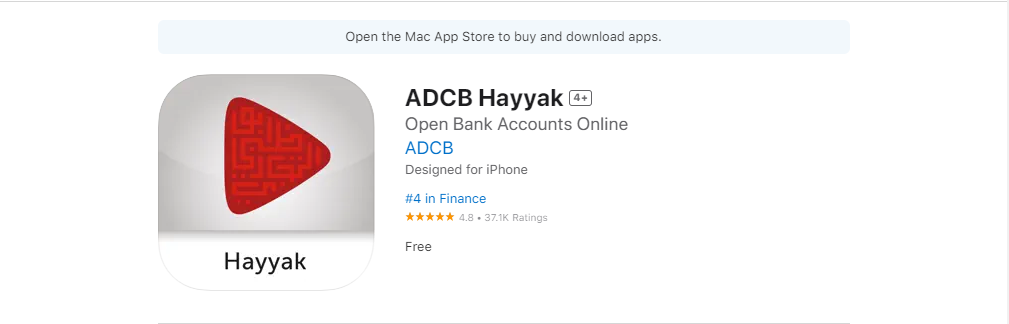 Open the Mac App Store to buy and download apps.
ADCB Hayyak 4+
Open Bank Accounts Online
ADCB
Designed for iPhone
#4 in Finance
★★★★★ 4.8 • 37.1K Ratings
Free
Hayyak